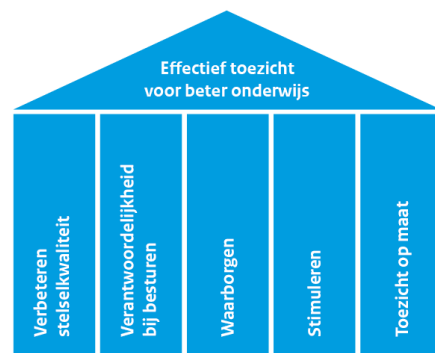 Effectief toezicht
voor beter onderwijs
Verbeteren
stelselkwaliteit
Verantwoordelijkheid
bij besturen
Waarborgen
Stimuleren
Toezicht op maat